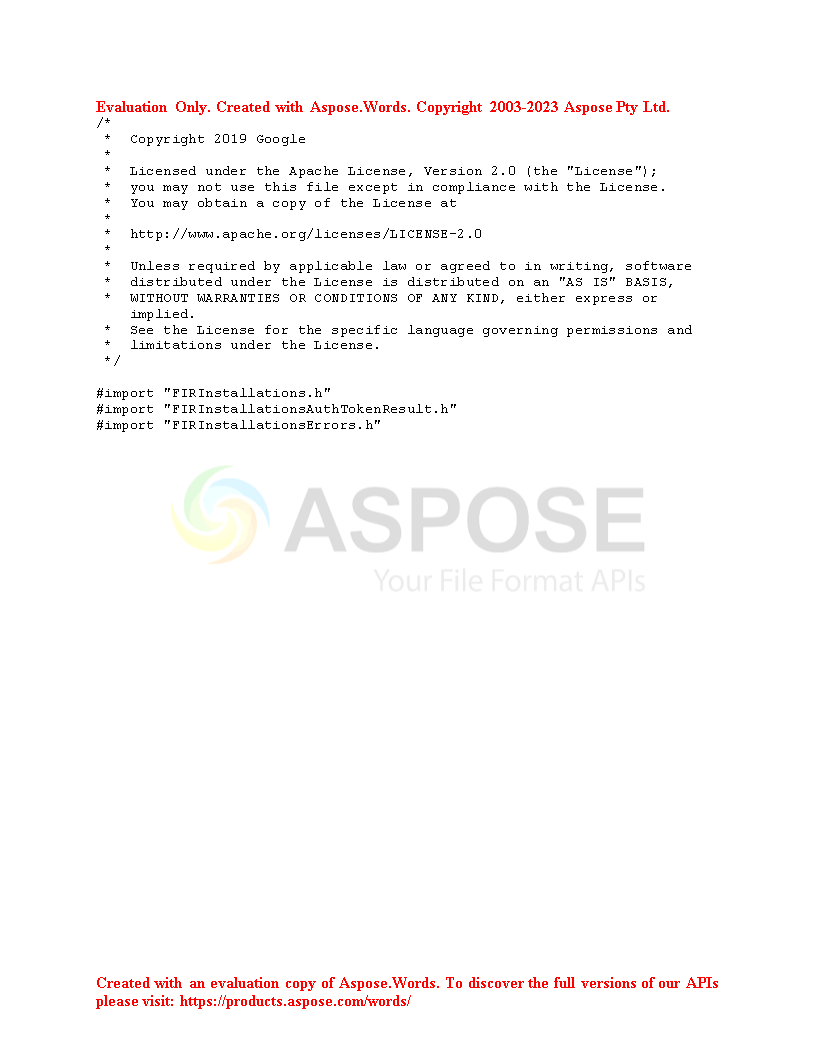 Evaluation Only. Created with Aspose.Words. Copyright 2003-2023 Aspose Pty Ltd.
/*
 * Copyright 2019 Google
 *
 * Licensed under the Apache License, Version 2.0 (the "License");
 * you may not use this file except in compliance with the License.
 * You may obtain a copy of the License at
 *
 * http://www.apache.org/licenses/LICENSE-2.0
 *
 * Unless required by applicable law or agreed to in writing, software
 * distributed under the License is distributed on an "AS IS" BASIS,
 * WITHOUT WARRANTIES OR CONDITIONS OF ANY KIND, either express or
implied.
 * See the License for the specific language governing permissions and
 * limitations under the License.
 */
#import "FIRInstallations.h"
#import "FIRInstallationsAuthTokenResult.h"
#import "FIRInstallationsErrors.h"
ASPOSE
Your File Format APIs
Created with an evaluation copy of Aspose.Words. To discover the full versions of our APIs
please visit: https://products.aspose.com/words/